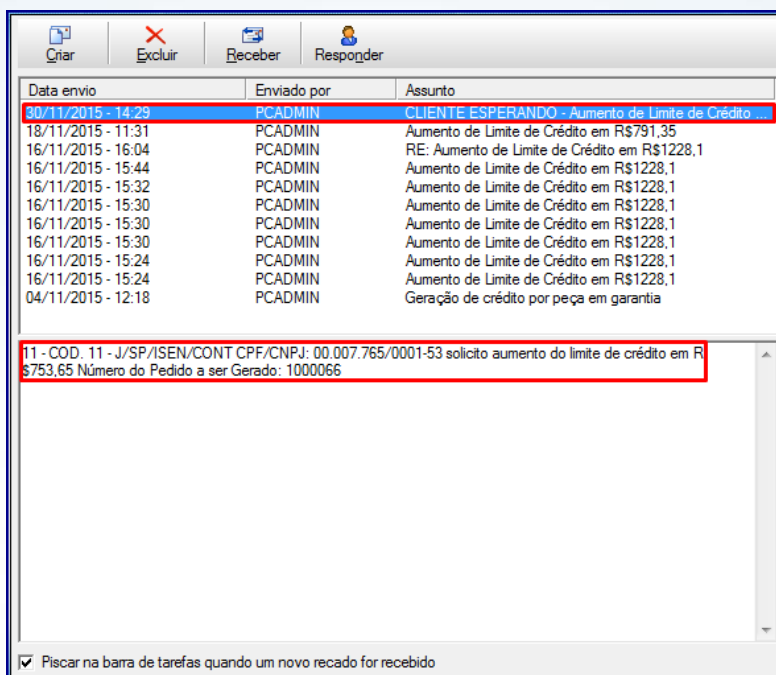 Criar Excluir Receber Responder
Data envio Enviado por Assunto
30/11/2015 - 14:29 PCADMIN CLIENTE ESPERANDO - Aumento de Limite de Crédito ...
18/11/2015 - 11:31 PCADMIN Aumento de Limite de Crédito em R$791,35
16/11/2015 - 16:04 PCADMIN RE: Aumento de Limite de Crédito em R$1228,1
16/11/2015 - 15:44 PCADMIN Aumento de Limite de Crédito em R$1228,1
16/11/2015 - 15:32 PCADMIN Aumento de Limite de Crédito em R$1228,1
16/11/2015 - 15:30 PCADMIN Aumento de Limite de Crédito em R$1228,1
16/11/2015 - 15:30 PCADMIN Aumento de Limite de Crédito em R$1228,1
16/11/2015 - 15:30 PCADMIN Aumento de Limite de Crédito em R$1228,1
16/11/2015 - 15:24 PCADMIN Aumento de Limite de Crédito em R$1228,1
16/11/2015 - 15:24 PCADMIN Aumento de Limite de Crédito em R$1228,1
04/11/2015 - 12:18 PCADMIN Geração de crédito por peça em garantia
11 - COD. 11 - J/SP/ISEN/CONT CPF/CNPJ: 00.007.765/0001-53 solicito aumento do limite de crédito em R
$753,65 Número do Pedido a ser Gerado: 1000066
Piscar na barra de tarefas quando um novo recado for recebido